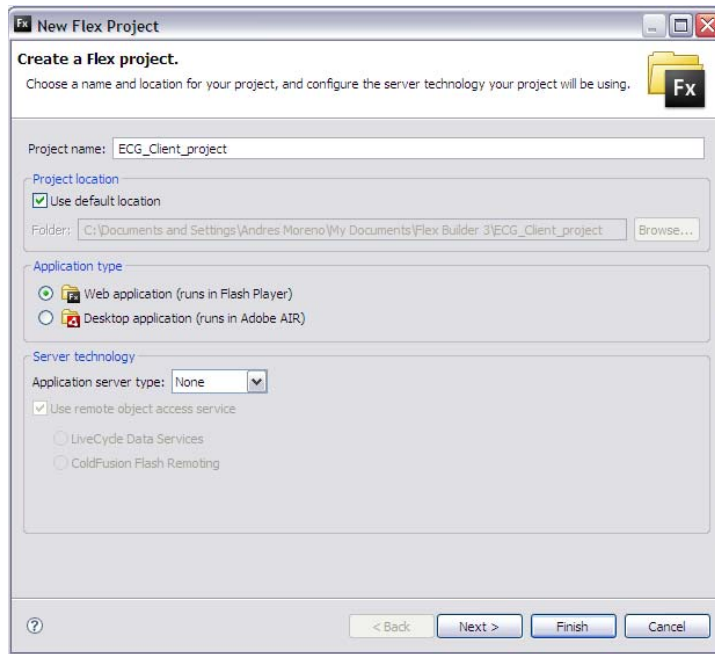 Fx New Flex Project
Create a Flex project.
Choose a name and location for your project, and configure the server technology your project will be using.
Fx
Project name: ECG_Client_project
Project location
Use default location
Folder: C:\Documents and Settings\Andres Moreno\My Documents\Flex Builder 3\ECG_Client_project Browse...
Application type
Fx Web application (runs in Flash Player)
Desktop application (runs in Adobe AIR)
Server technology
Application server type: None
Use remote object access service
LiveCycle Data Services
ColdFusion Flash Remoting
? < Back Next > Finish Cancel